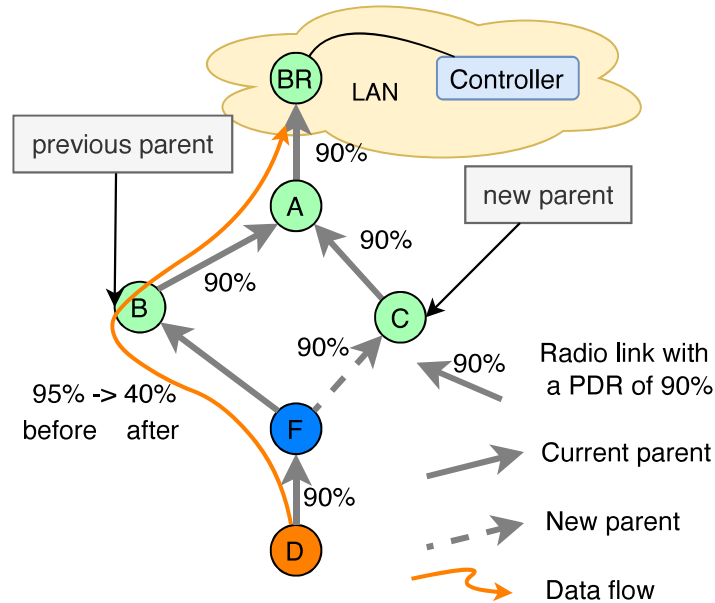 BR
Controller
LAN
previous parent
90%
new parent
A
90%
90%
B
C
90%
90%
Radio link with
a PDR of 90%
95% -> 40%
before after
F
Current parent
90%
New parent
D
Data flow